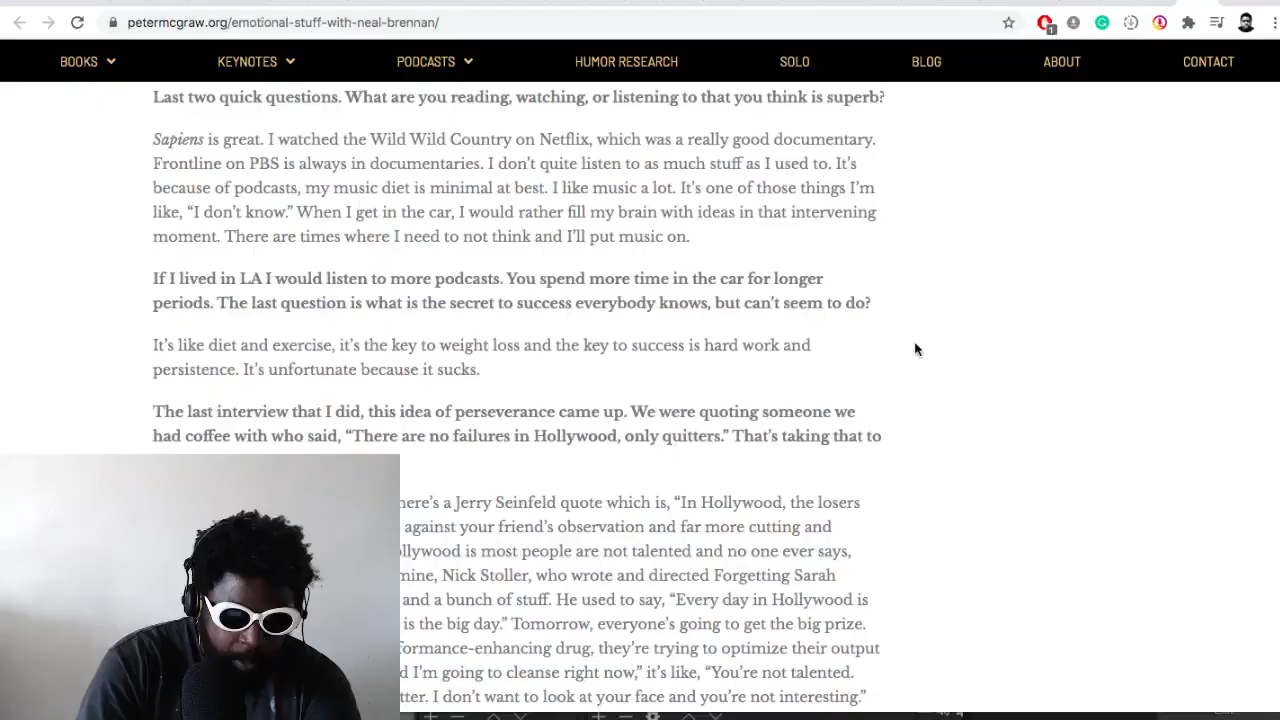 petermcgraw.org/emotional-stuff-with-neal-brennan/
1
BOOKS KEYNOTES PODCASTS HUMOR RESEARCH SOLO BLOG ABOUT CONTACT
Last two quick questions. What are you reading, watching, or listening to that you think is superb?
Sapiens is great. I watched the Wild Wild Country on Netflix, which was a really good documentary.
Frontline on PBS is always in documentaries. I don’t quite listen to as much stuff as I used to. It’s
because of podcasts, my music diet is minimal at best. I like music a lot. It’s one of those things I’m
like, “I don’t know.” When I get in the car, I would rather fill my brain with ideas in that intervening
moment. There are times where I need to not think and I’ll put music on.
If I lived in LA I would listen to more podcasts. You spend more time in the car for longer
periods. The last question is what is the secret to success everybody knows, but can’t seem to do?
It’s like diet and exercise, it’s the key to weight loss and the key to success is hard work and
persistence. It’s unfortunate because it sucks.
The last interview that I did, this idea of perseverance came up. We were quoting someone we
had coffee with who said, “There are no failures in Hollywood, only quitters.” That’s taking that to
a Jerry Seinfeld quote which is, “In Hollywood, the losers
against your friend’s observation and far more cutting and
is most people are not talented and no one ever says,
Nick Stoller, who wrote and directed Forgetting Sarah
and a bunch of stuff. He used to say, “Every day in Hollywood is
is the big day.” Tomorrow, everyone’s going to get the big prize.
drug, they’re trying to optimize their output
I’m going to cleanse right now,” it’s like, “You’re not talented.
I don’t want to look at your face and you’re not interesting.”